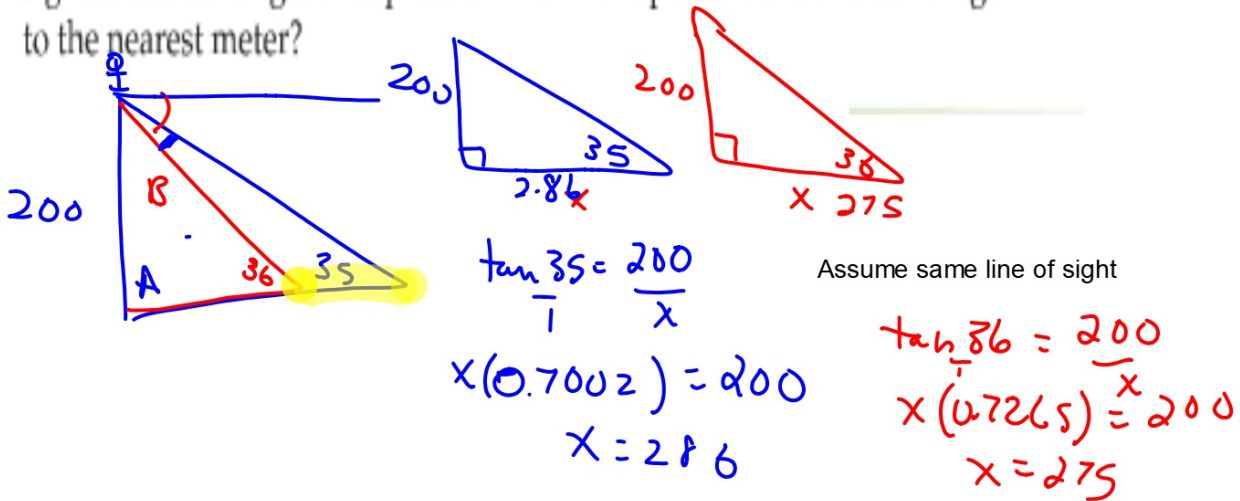 to the nearest meter?
200
B
A
36
35
200
35
2.86
x
200
36
x 275
tan 35 = 200
1 x
x(0.7002) = 200
x = 286
Assume same line of sight
tan 36 = 200
1 x
x(0.7265) = 200
x = 275